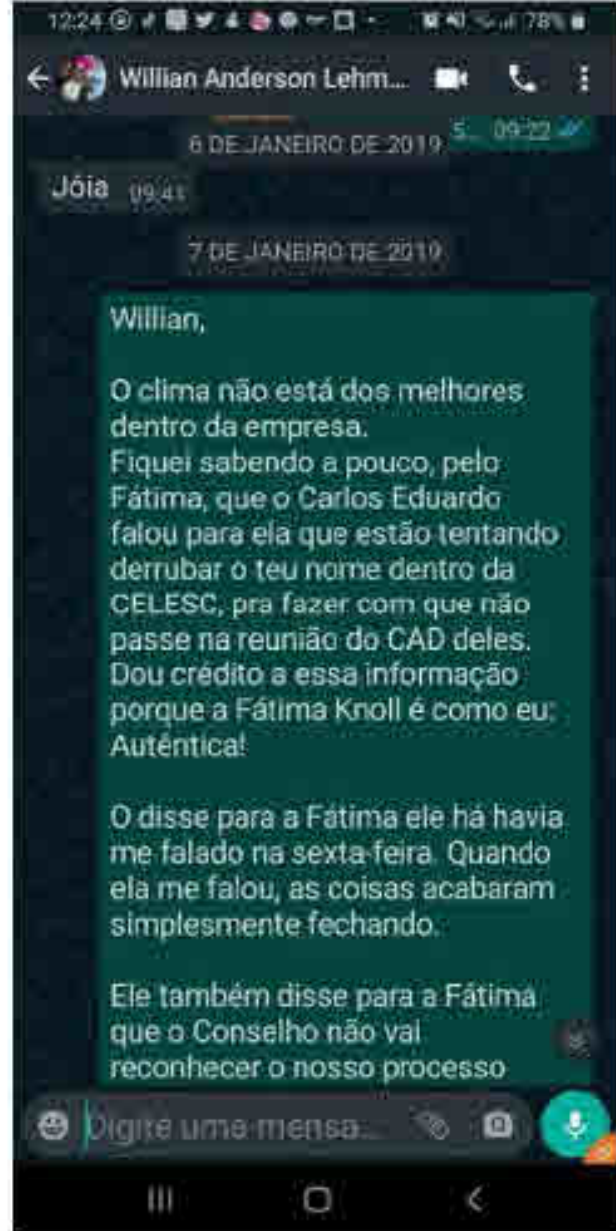 12:24
78%
Willian Anderson Lehm...
6 DE JANEIRO DE 2019
S... 09:22
Jóia 09:41
7 DE JANEIRO DE 2019
Willian,
O clima não está dos melhores
dentro da empresa.
Fiquei sabendo a pouco, pelo
Fátima, que o Carlos Eduardo
falou para ela que estão tentando
derrubar o teu nome dentro da
CELESC, pra fazer com que não
passe na reunião do CAD deles.
Dou crédito a essa informação
porque a Fátima Knoll é como eu:
Autêntica!
O disse para a Fátima ele há havia
me falado na sexta-feira. Quando
ela me falou, as coisas acabaram
simplesmente fechando.
Ele também disse para a Fátima
que o Conselho não vai
reconhecer o nosso processo
Digite uma mensa...